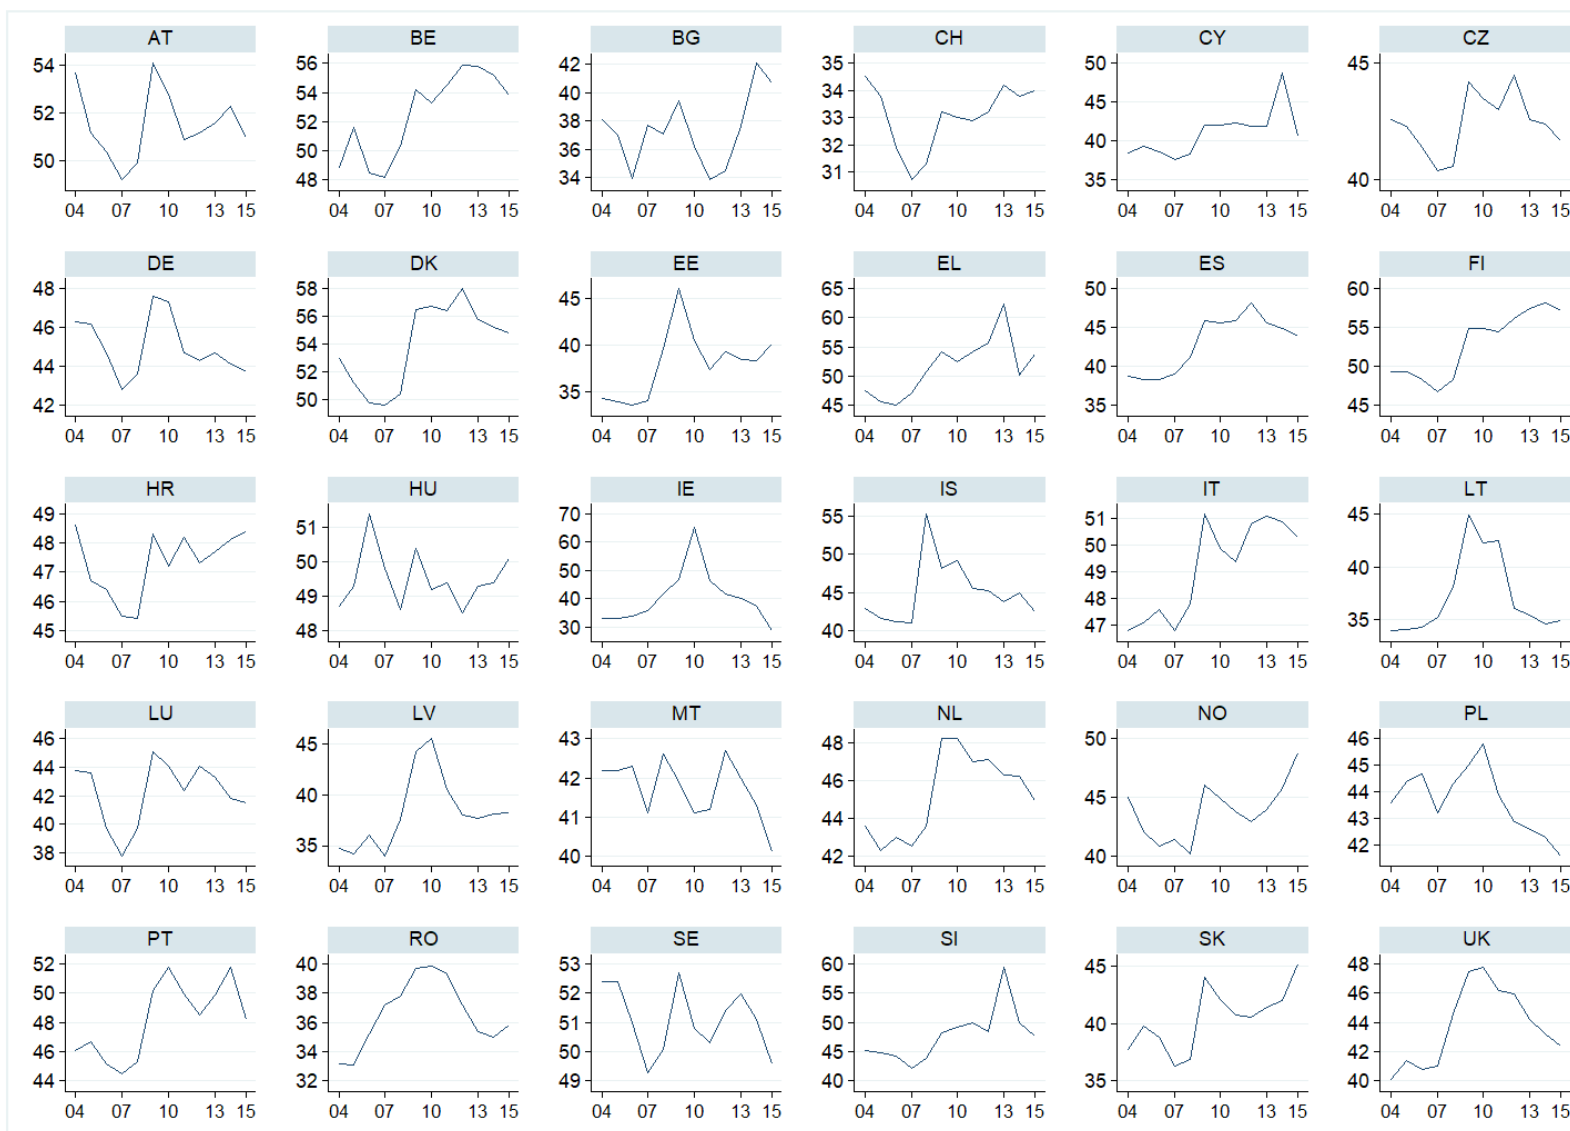 AT BE BG CH CY CZ
54 56 42 35 50 45
52 54 40 34 45
50 52 38 33 40
50 36 32 35 40
48 34 31
04 07 10 13 15 04 07 10 13 15 04 07 10 13 15 04 07 10 13 15 04 07 10 13 15 04 07 10 13 15
DE DK EE EL ES FI
48 58 45 65 50 60
46 56 40 60 45 55
44 54 35 55 40 50
42 52 50 35 45
50 45
04 07 10 13 15 04 07 10 13 15 04 07 10 13 15 04 07 10 13 15 04 07 10 13 15 04 07 10 13 15
HR HU IE IS IT LT
49 51 70 55 51 45
48 50 60 50 50 40
47 49 50 45 49 35
46 48 40 40 48
45 30 47
04 07 10 13 15 04 07 10 13 15 04 07 10 13 15 04 07 10 13 15 04 07 10 13 15 04 07 10 13 15
LU LV MT NL NO PL
46 45 43 48 50 46
44 40 42 46 45 45
42 35 41 44 40 44
40 40 42 43
38 42
04 07 10 13 15 04 07 10 13 15 04 07 10 13 15 04 07 10 13 15 04 07 10 13 15 04 07 10 13 15
PT RO SE SI SK UK
52 40 53 60 45 48
50 38 52 55 40 46
48 36 51 50 35 44
46 34 50 45 42
44 32 49 40 40
04 07 10 13 15 04 07 10 13 15 04 07 10 13 15 04 07 10 13 15 04 07 10 13 15 04 07 10 13 15